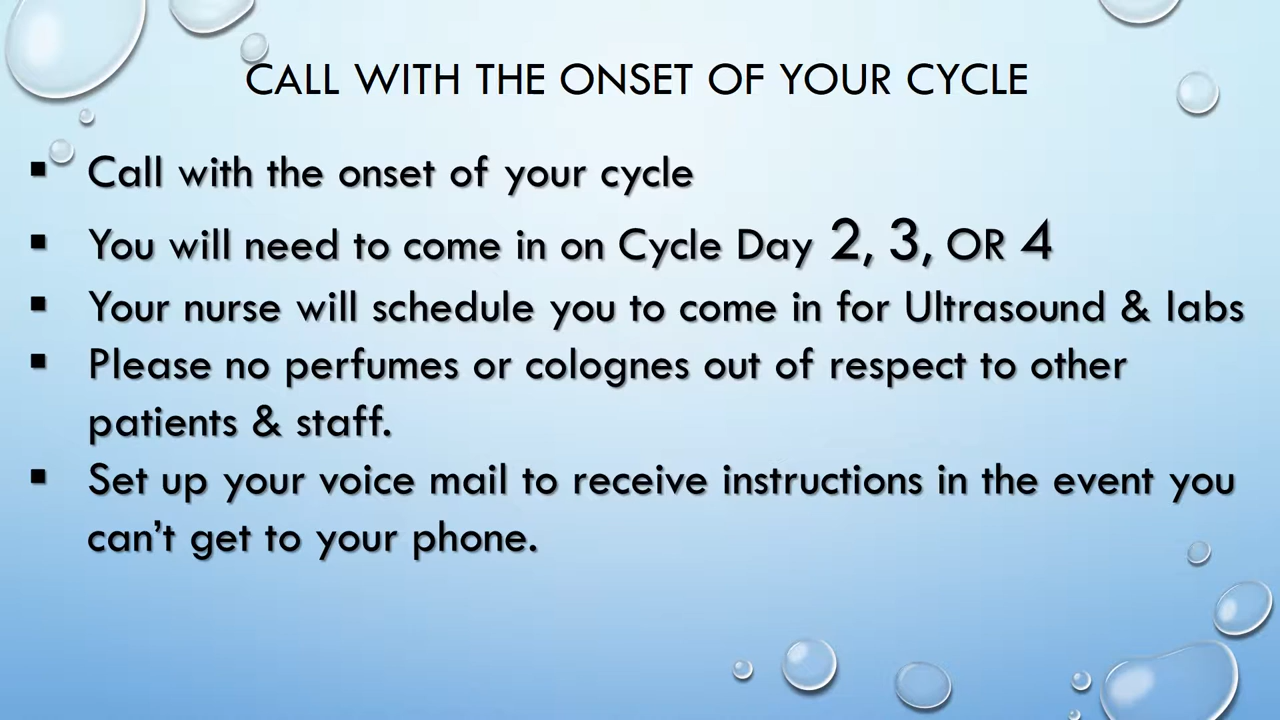 CALL WITH THE ONSET OF YOUR CYCLE
▪ Call with the onset of your cycle
▪ You will need to come in on Cycle Day 2, 3, OR 4
▪ Your nurse will schedule you to come in for Ultrasound & labs
▪ Please no perfumes or colognes out of respect to other
patients & staff.
▪ Set up your voice mail to receive instructions in the event you
can’t get to your phone.